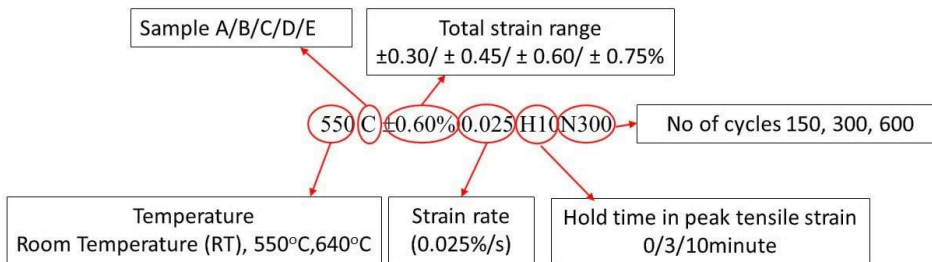 Sample A/B/C/D/E
Total strain range
±0.30/ ± 0.45/ ± 0.60/ ± 0.75%
550 C ±0.60% 0.025 H10 N300
No of cycles 150, 300, 600
Temperature
Room Temperature (RT), 550°C,640°C
Strain rate
(0.025%/s)
Hold time in peak tensile strain
0/3/10minute